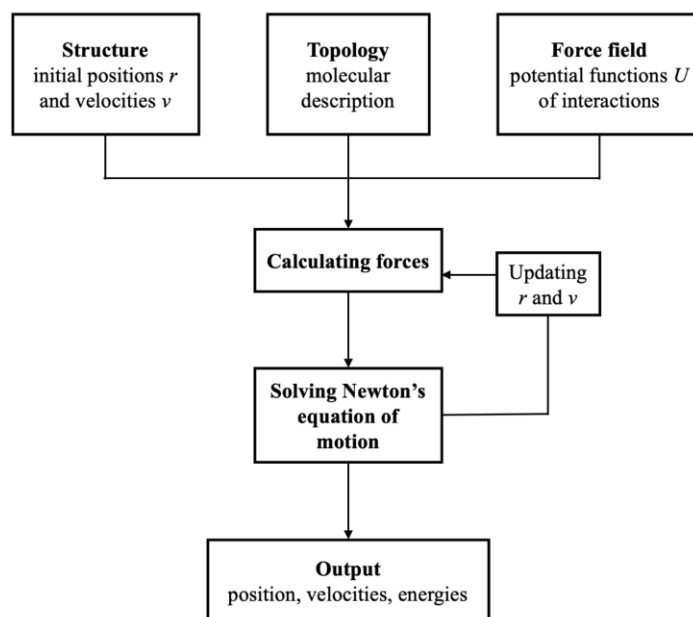 Structure
initial positions r
and velocities v
Topology
molecular
description
Force field
potential functions U
of interactions
Calculating forces
Updating
r and v
Solving Newton’s
equation of
motion
Output
position, velocities, energies